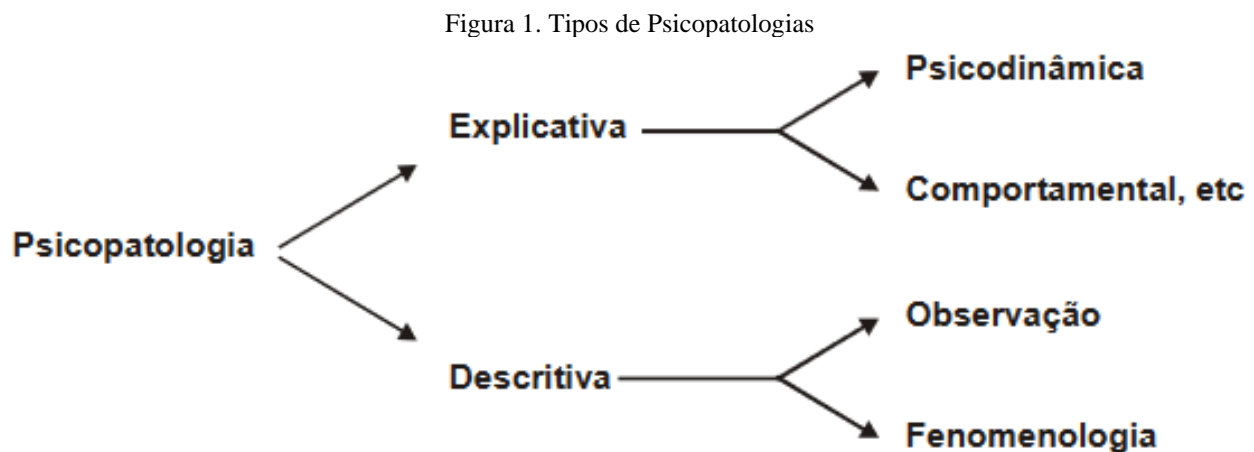 Figura 1. Tipos de Psicopatologias
Psicodinâmica
Explicativa
Comportamental, etc
Psicopatologia
Observação
Descritiva
Fenomenologia